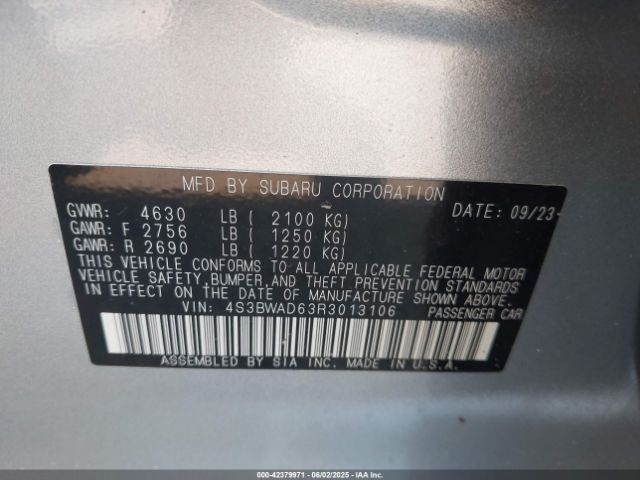 MFD BY SUBARU CORPORATION DATE: 09/23
GVWR: 4630 LB ( 2100 KG)
GAWR: F 2756 LB ( 1250 KG)
GAWR: R 2690 LB ( 1220 KG)
THIS VEHICLE CONFORMS TO ALL APPLICABLE FEDERAL MOTOR
VEHICLE SAFETY, BUMPER, AND THEFT PREVENTION STANDARDS
IN EFFECT ON THE DATE OF MANUFACTURE SHOWN ABOVE.
VIN: 4S3BWAD63R3013106 PASSENGER CAR
ASSEMBLED BY SIA INC. MADE IN U.S.A.
000-42379971 | 06/02/2025 - IAAI.COM